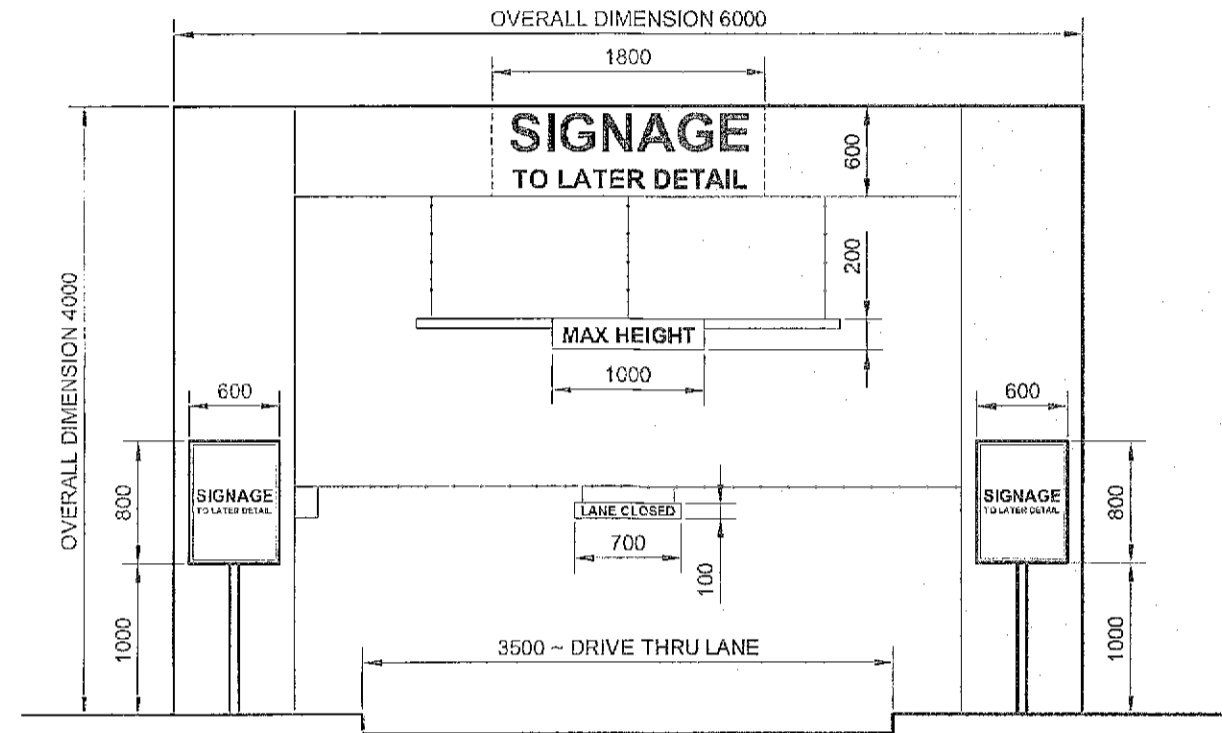 OVERALL DIMENSION 6000
1800
SIGNAGE
TO LATER DETAIL
600
200
OVERALL DIMENSION 4000
MAX HEIGHT
1000
600
600
800
SIGNAGE
TO LATER DETAIL
LANE CLOSED
700
100
SIGNAGE
TO LATER DETAIL
800
1000
3500 ~ DRIVE THRU LANE
1000